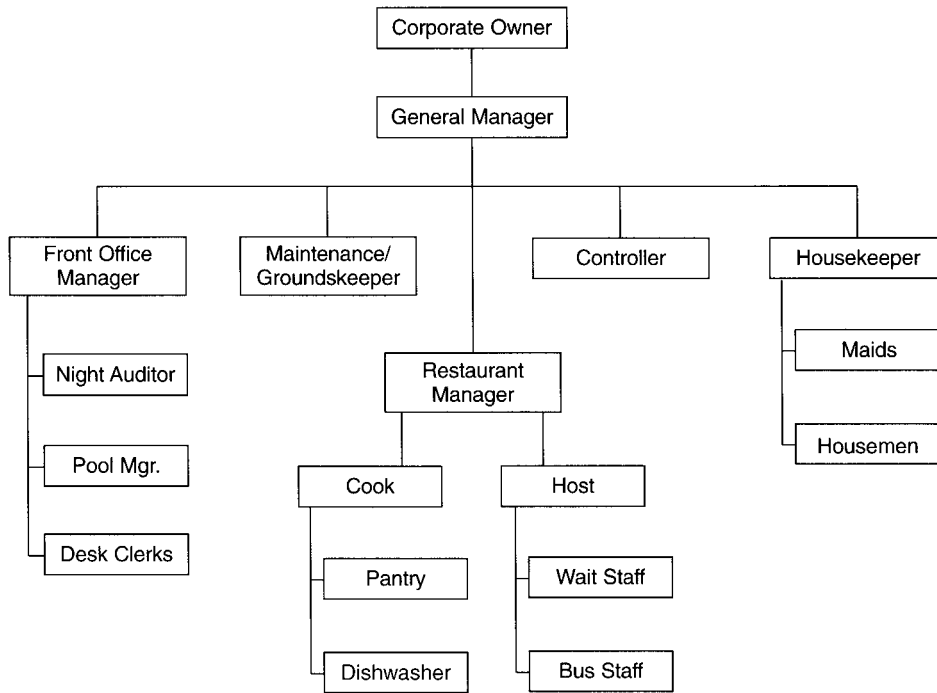 Corporate Owner
General Manager
Front Office
Manager
Maintenance/
Groundskeeper
Controller
Housekeeper
Night Auditor
Pool Mgr.
Desk Clerks
Restaurant
Manager
Maids
Housemen
Cook
Host
Pantry
Dishwasher
Wait Staff
Bus Staff